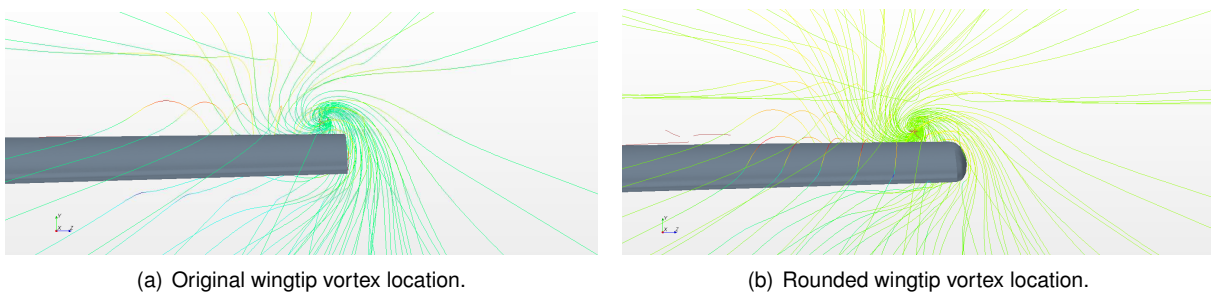 Y
X
Z
Y
X
Z
(a) Original wingtip vortex location.
(b) Rounded wingtip vortex location.